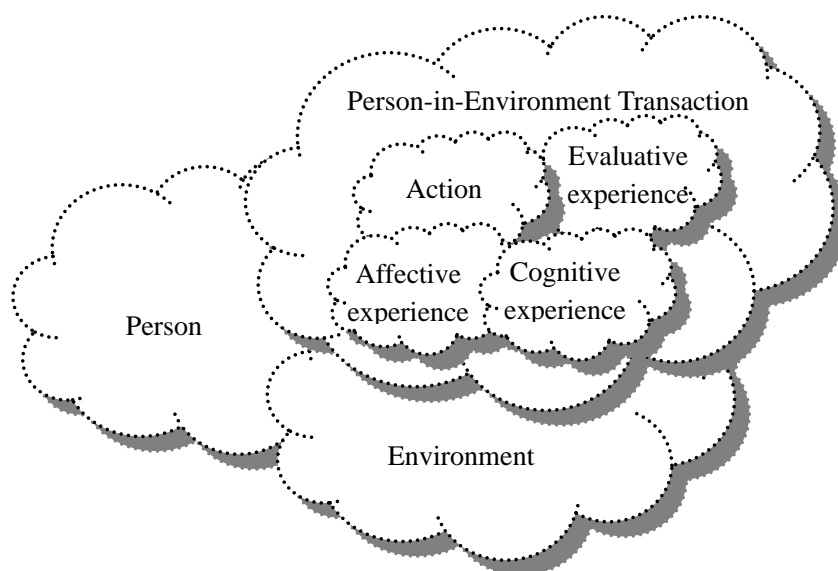 Person-in-Environment Transaction
Action
Evaluative
experience
Affective
experience
Cognitive
experience
Person
Environment